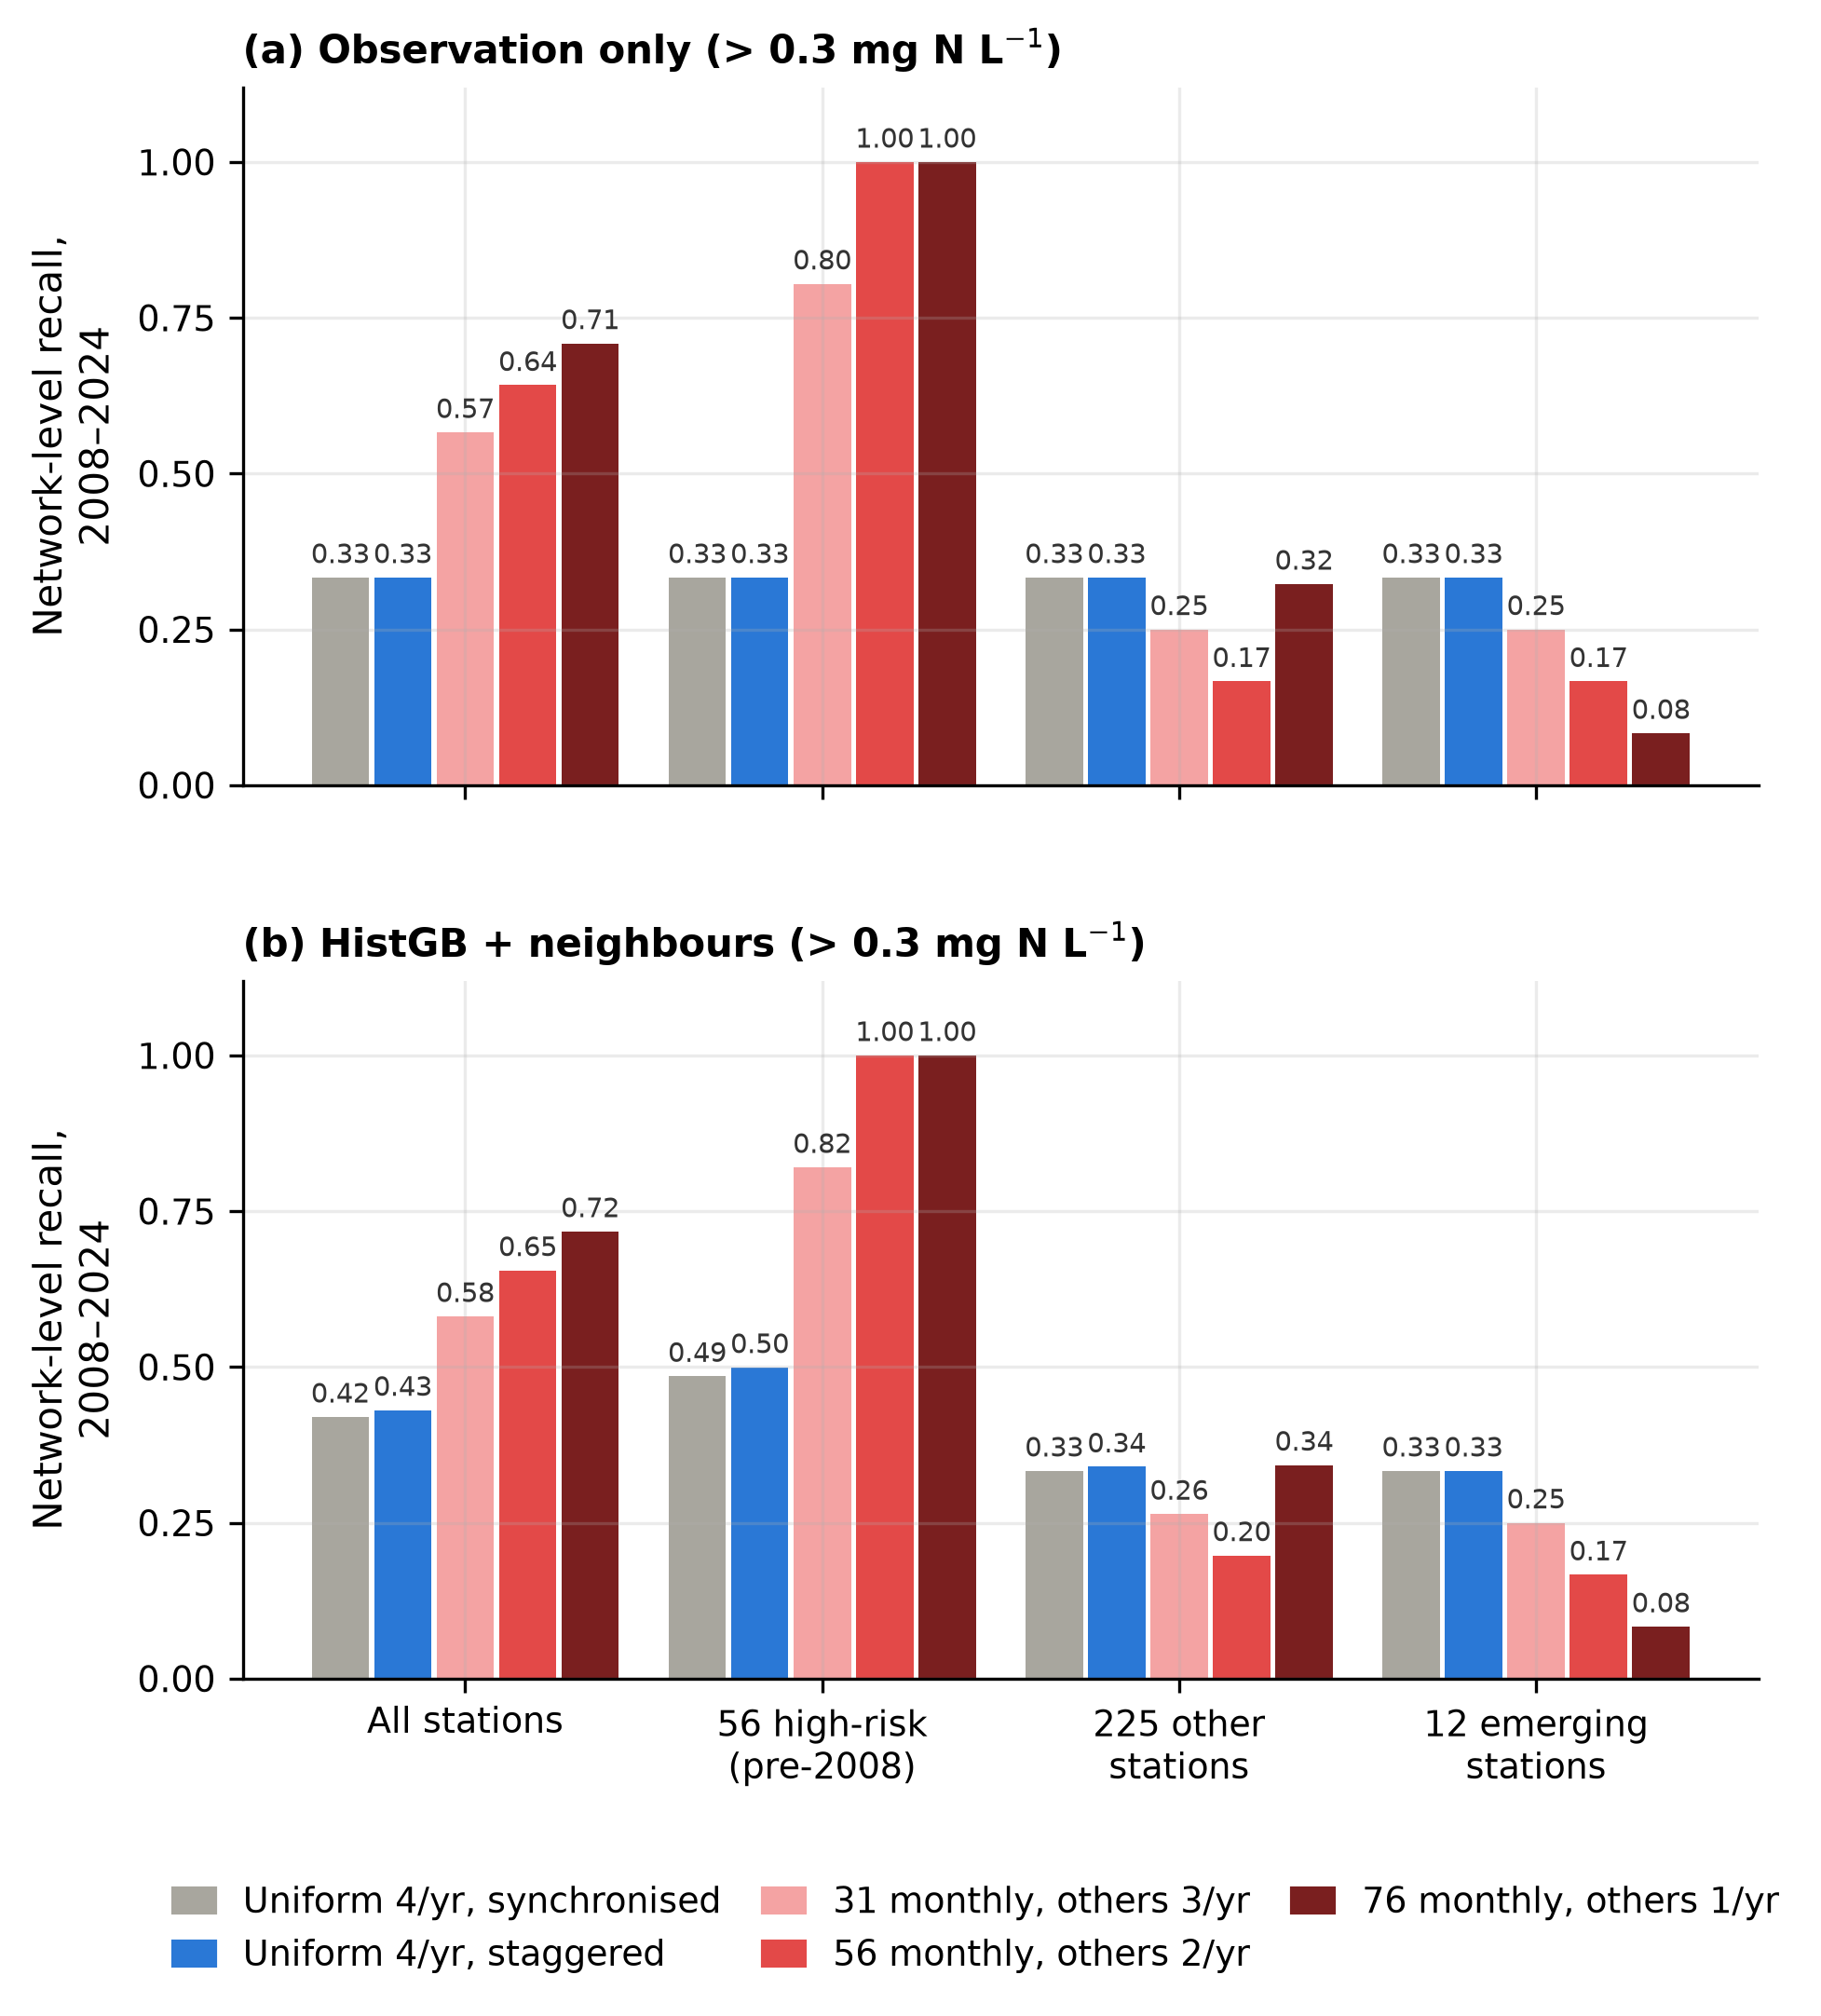 (a) Observation only (> 0.3 mg N L⁻¹)
Network-level recall,
2008–2024
1.00
0.75
0.50
0.25
0.00
0.33 0.33 0.57 0.64 0.71
0.33 0.33 0.80 1.00 1.00
0.33 0.33 0.25 0.17 0.32
0.33 0.33 0.25 0.17 0.08
(b) HistGB + neighbours (> 0.3 mg N L⁻¹)
Network-level recall,
2008–2024
1.00
0.75
0.50
0.25
0.00
0.42 0.43 0.58 0.65 0.72
0.49 0.50 0.82 1.00 1.00
0.33 0.34 0.26 0.20 0.34
0.33 0.33 0.25 0.17 0.08
All stations
56 high-risk
(pre-2008)
225 other
stations
12 emerging
stations
Uniform 4/yr, synchronised
Uniform 4/yr, staggered
31 monthly, others 3/yr
56 monthly, others 2/yr
76 monthly, others 1/yr